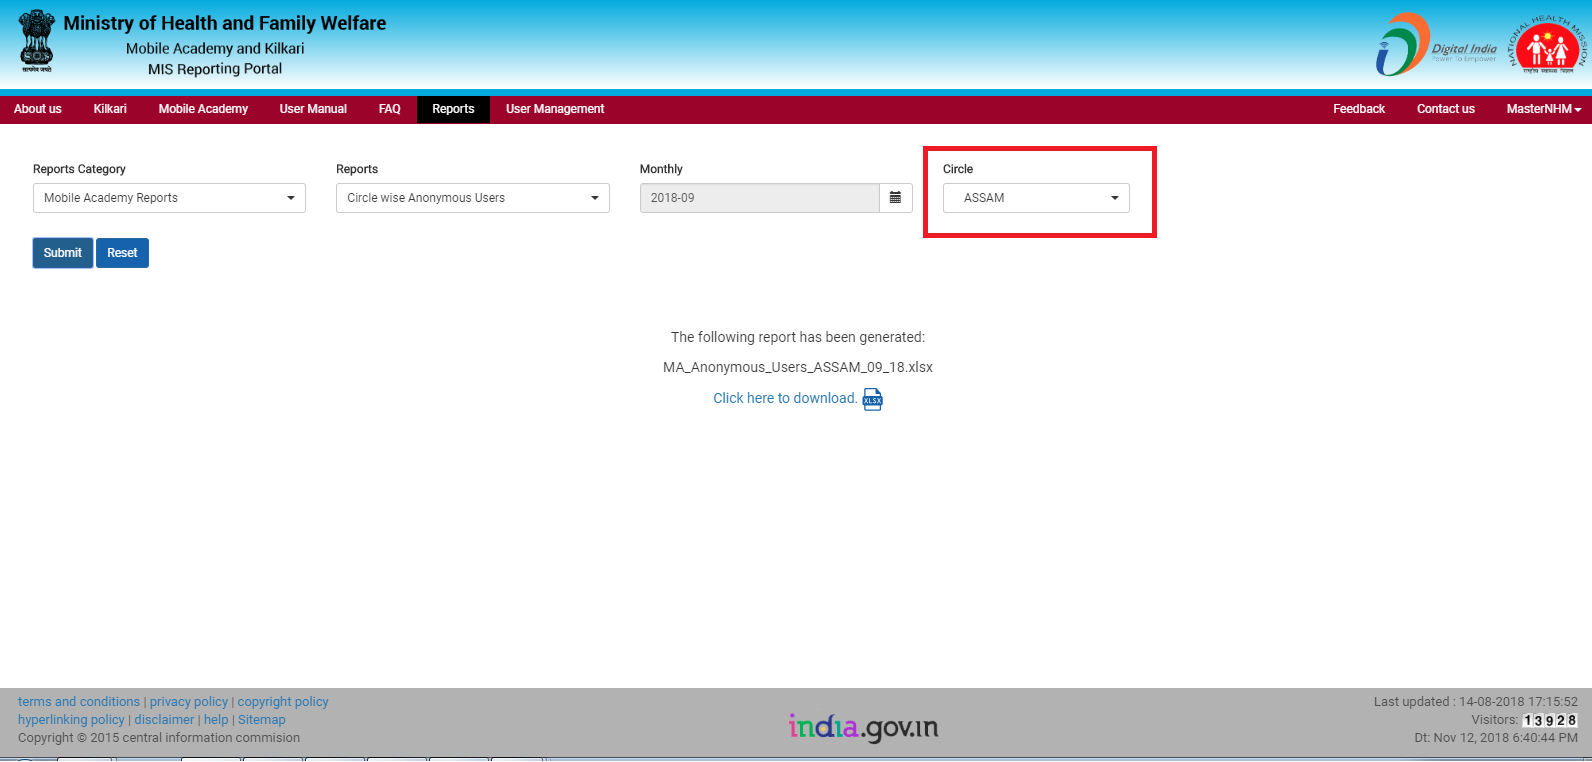 Ministry of Health and Family Welfare
Mobile Academy and Kilkari
MIS Reporting Portal
सत्यमेव जयते
Digital India
Power To Empower
NATIONAL HEALTH MISSION
राष्ट्रीय स्वास्थ्य मिशन
About us Kilkari Mobile Academy User Manual FAQ Reports User Management Feedback Contact us MasterNHM
Reports Category Reports Monthly Circle
Mobile Academy Reports Circle wise Anonymous Users 2018-09 ASSAM
Submit Reset
The following report has been generated:
MA_Anonymous_Users_ASSAM_09_18.xlsx
Click here to download. XLSX
terms and conditions | privacy policy | copyright policy
hyperlinking policy | disclaimer | help | Sitemap
Copyright © 2015 central information commision
india.gov.in
Last updated : 14-08-2018 17:15:52
Visitors: 13928
Dt: Nov 12, 2018 6:40:44 PM